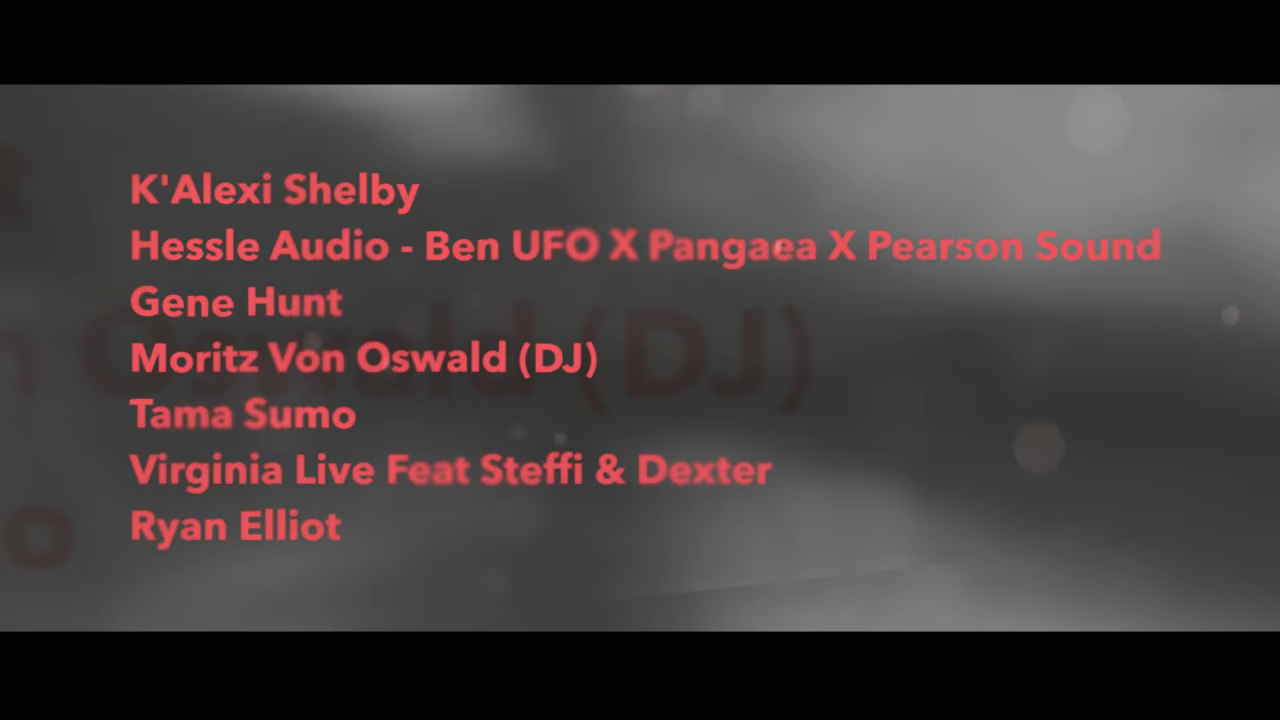 K'Alexi Shelby
Hessle Audio - Ben UFO X Pangaea X Pearson Sound
Gene Hunt
Moritz Von Oswald (DJ)
Tama Sumo
Virginia Live Feat Steffi & Dexter
Ryan Elliot